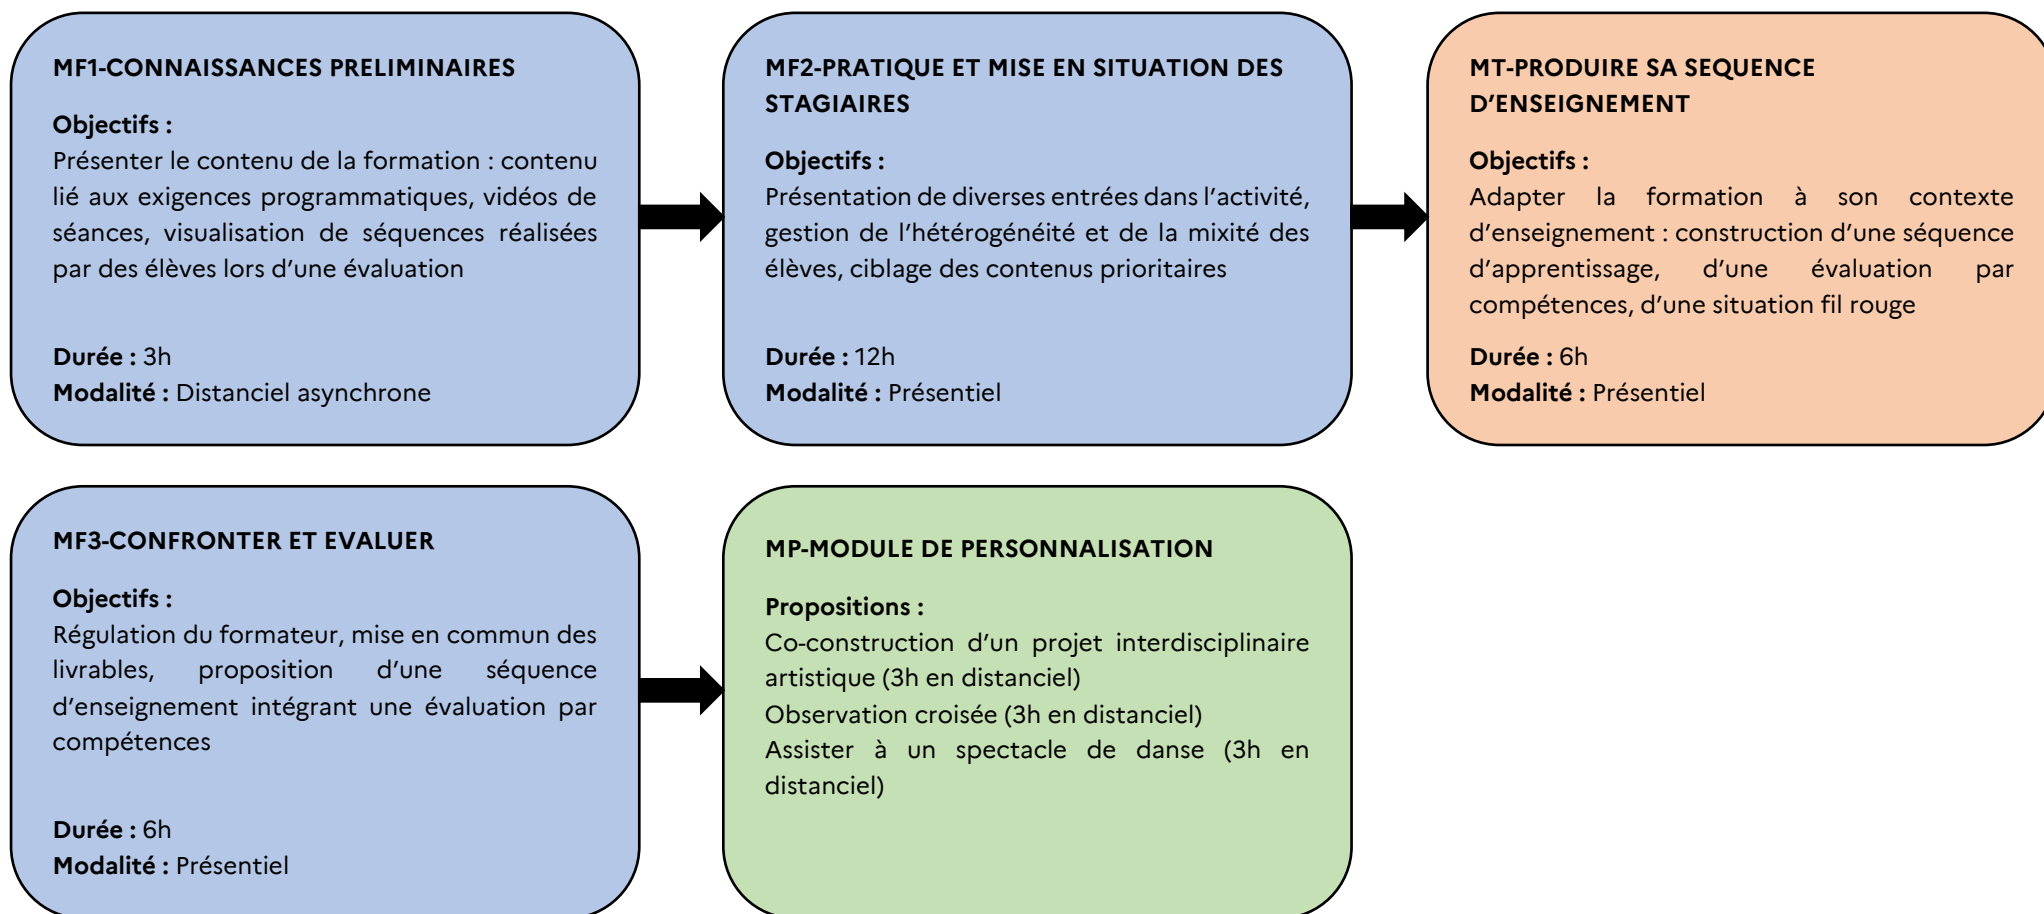 MF1-CONNAISSANCES PRELIMINAIRES
Objectifs :
Présenter le contenu de la formation : contenu
lié aux exigences programmatiques, vidéos de
séances, visualisation de séquences réalisées
par des élèves lors d’une évaluation
Durée : 3h
Modalité : Distanciel asynchrone
MF2-PRATIQUE ET MISE EN SITUATION DES
STAGIAIRES
Objectifs :
Présentation de diverses entrées dans l’activité,
gestion de l’hétérogénéité et de la mixité des
élèves, ciblage des contenus prioritaires
Durée : 12h
Modalité : Présentiel
MT-PRODUIRE SA SEQUENCE
D’ENSEIGNEMENT
Objectifs :
Adapter la formation à son contexte
d’enseignement : construction d’une séquence
d’apprentissage, d’une évaluation par
compétences, d’une situation fil rouge
Durée : 6h
Modalité : Présentiel
MF3-CONFRONTER ET EVALUER
Objectifs :
Régulation du formateur, mise en commun des
livrables, proposition d’une séquence
d’enseignement intégrant une évaluation par
compétences
Durée : 6h
Modalité : Présentiel
MP-MODULE DE PERSONNALISATION
Propositions :
Co-construction d’un projet interdisciplinaire
artistique (3h en distanciel)
Observation croisée (3h en distanciel)
Assister à un spectacle de danse (3h en
distanciel)